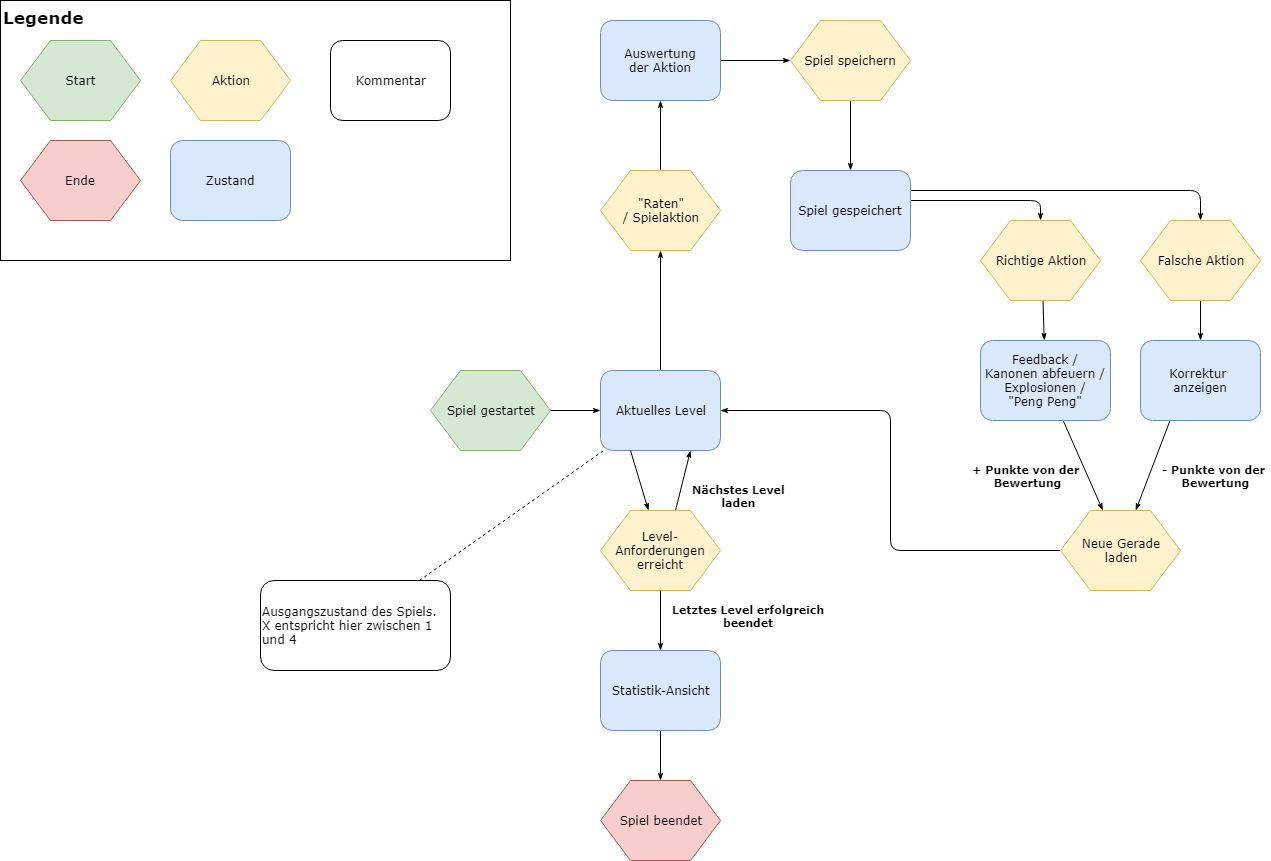 Legende
Start
Aktion
Kommentar
Ende
Zustand
Auswertung
der Aktion
Spiel speichern
"Raten"
/ Spielaktion
Spiel gespeichert
Richtige Aktion
Falsche Aktion
Feedback /
Kanonen abfeuern /
Explosionen /
"Peng Peng"
Korrektur
anzeigen
Spiel gestartet
Aktuelles Level
+ Punkte von der
Bewertung
- Punkte von der
Bewertung
Nächstes Level
laden
Level-
Anforderungen
erreicht
Neue Gerade
laden
Letztes Level erfolgreich
beendet
Ausgangszustand des Spiels.
X entspricht hier zwischen 1
und 4
Statistik-Ansicht
Spiel beendet